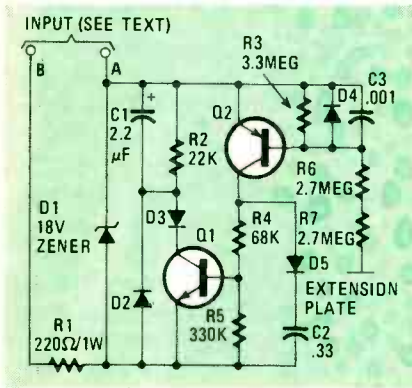 INPUT (SEE TEXT)
B
A
C1
2.2
µF
R2
22K
Q2
R3
3.3MEG
D4
C3
.001
D1
18V
ZENER
D3
Q1
R4
68K
R6
2.7MEG
R7
2.7MEG
D5
EXTENSION
PLATE
D2
R1
220Ω/1W
R5
330K
C2
.33